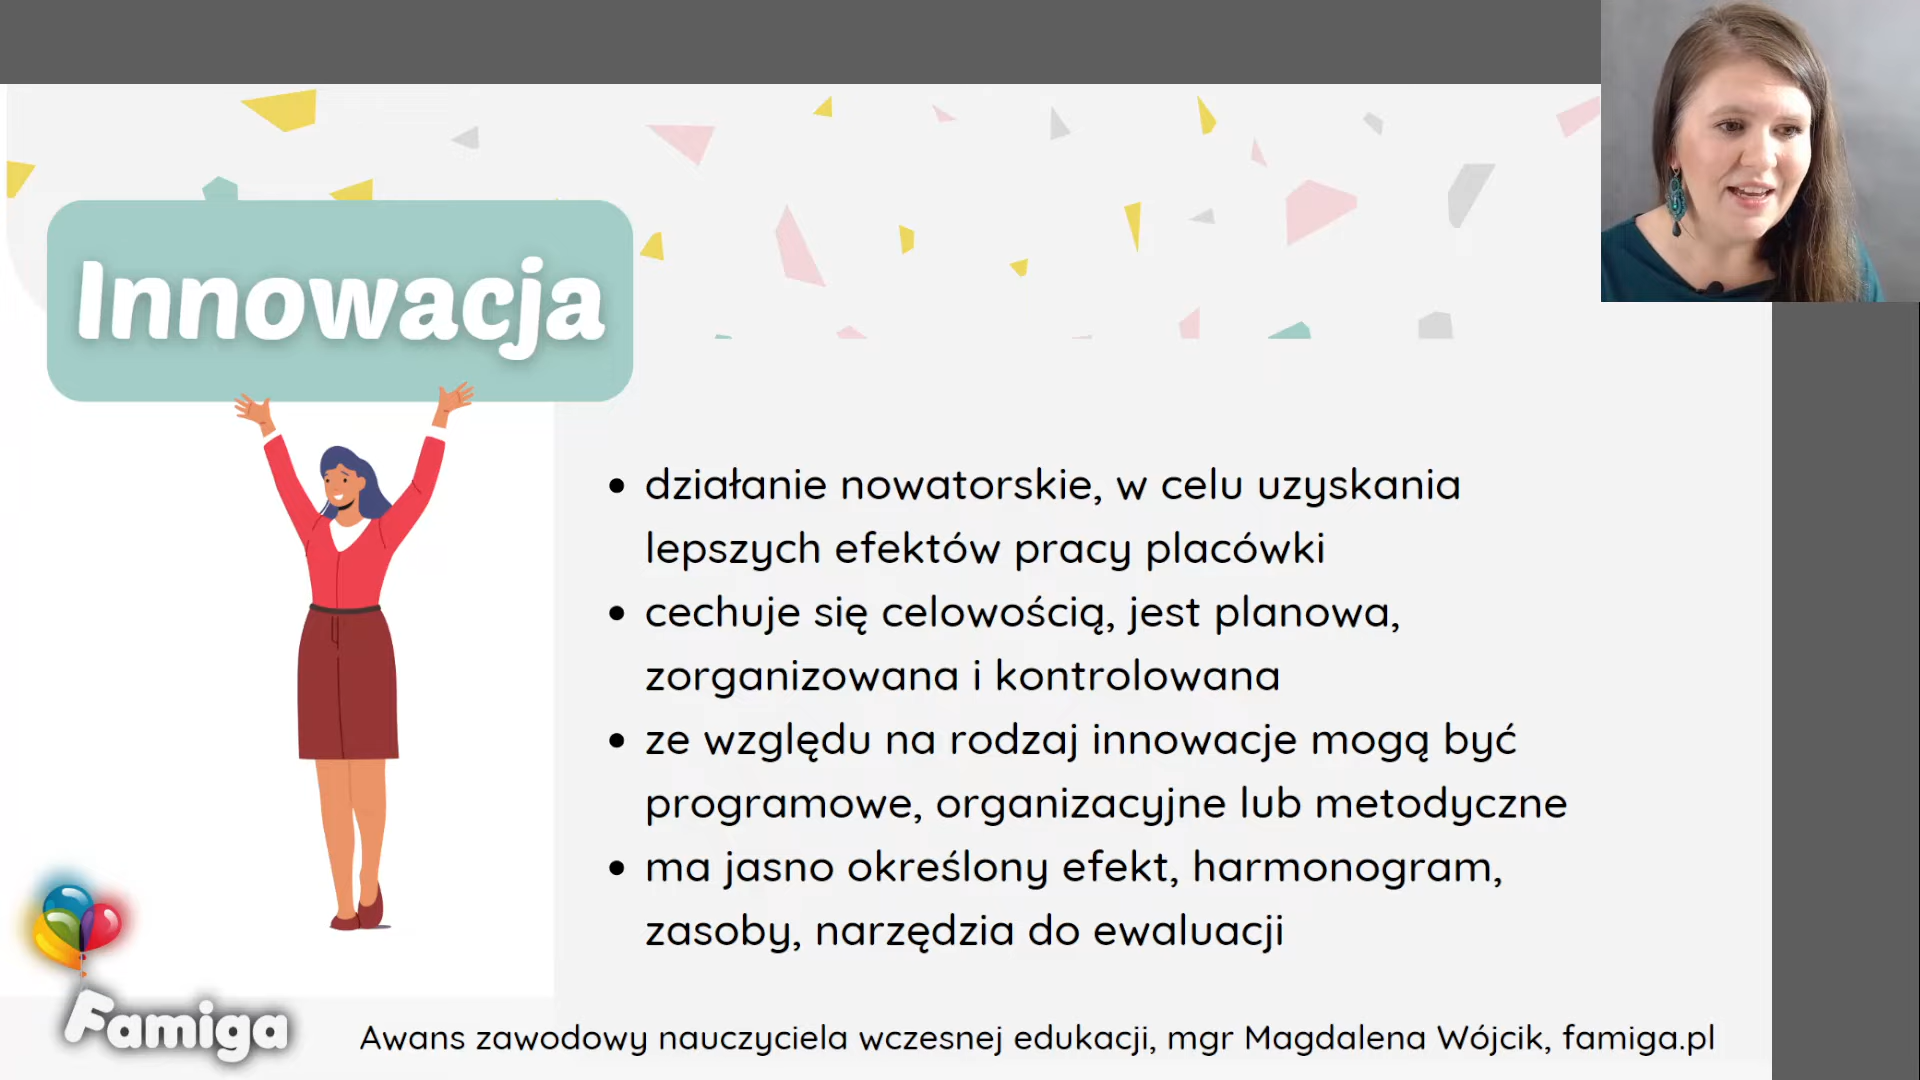 Innowacja
działanie nowatorskie, w celu uzyskania
lepszych efektów pracy placówki
cechuje się celowością, jest planowa,
zorganizowana i kontrolowana
ze względu na rodzaj innowacje mogą być
programowe, organizacyjne lub metodyczne
ma jasno określony efekt, harmonogram,
zasoby, narzędzia do ewaluacji
Famiga
Awans zawodowy nauczyciela wczesnej edukacji, mgr Magdalena Wójcik, famiga.pl